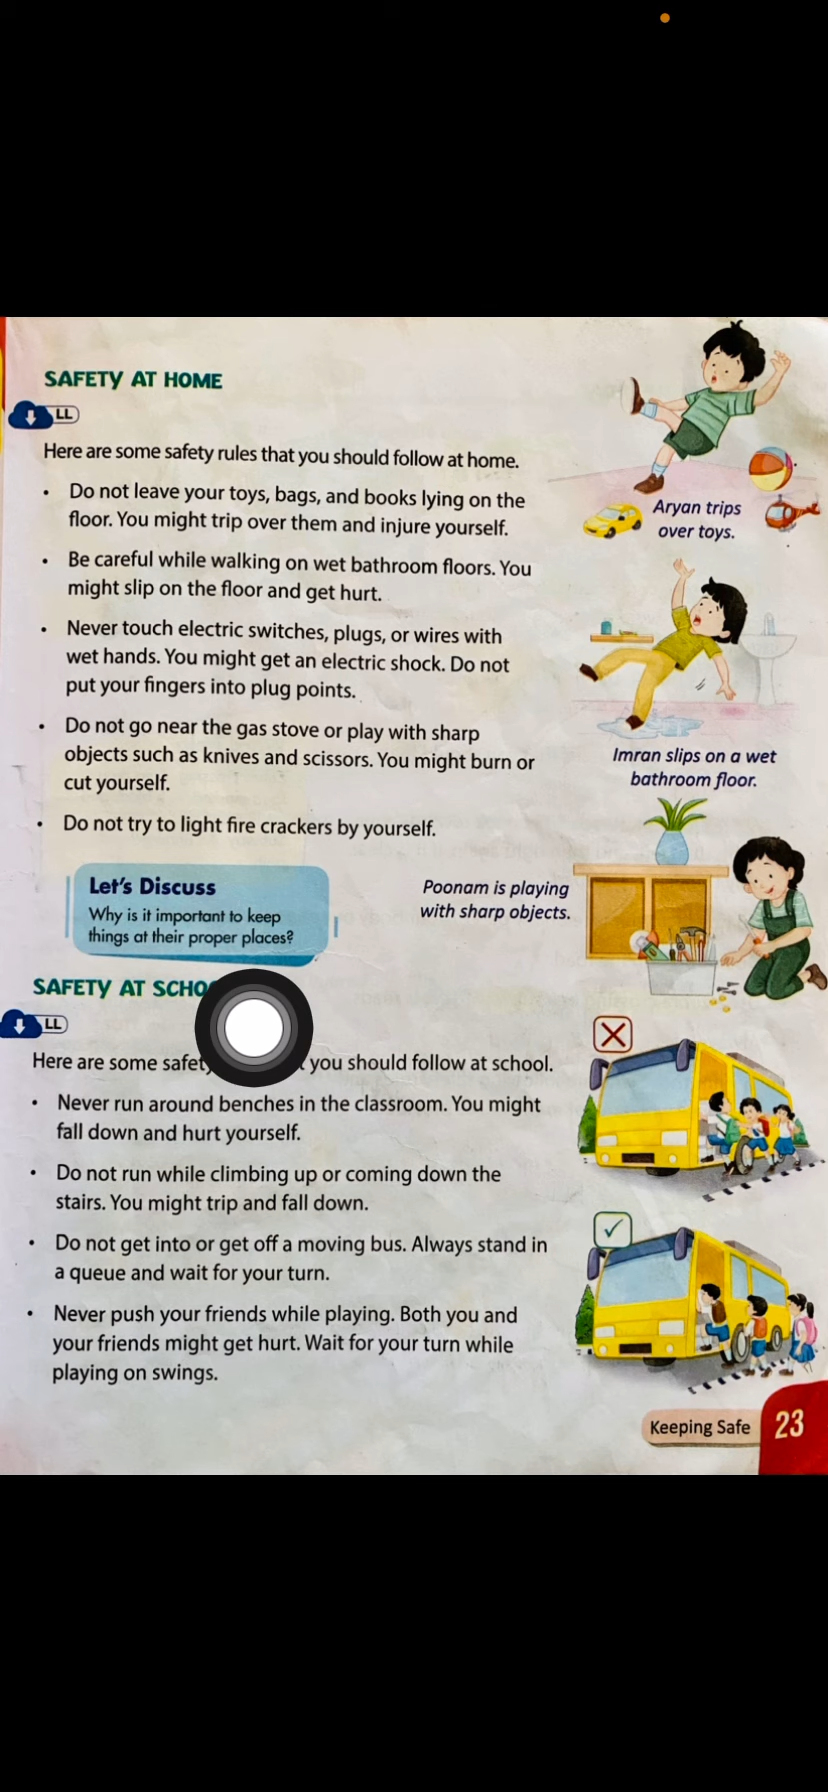 SAFETY AT HOME
LL
Here are some safety rules that you should follow at home.
• Do not leave your toys, bags, and books lying on the
floor. You might trip over them and injure yourself.
Aryan trips
over toys.
• Be careful while walking on wet bathroom floors. You
might slip on the floor and get hurt.
• Never touch electric switches, plugs, or wires with
wet hands. You might get an electric shock. Do not
put your fingers into plug points.
• Do not go near the gas stove or play with sharp
objects such as knives and scissors. You might burn or
cut yourself.
Imran slips on a wet
bathroom floor.
• Do not try to light fire crackers by yourself.
Let's Discuss
Why is it important to keep
things at their proper places?
Poonam is playing
with sharp objects.
SAFETY AT
LL
Here are some you should follow at school.
• Never run around benches in the classroom. You might
fall down and hurt yourself.
• Do not run while climbing up or coming down the
stairs. You might trip and fall down.
• Do not get into or get off a moving bus. Always stand in
a queue and wait for your turn.
• Never push your friends while playing. Both you and
your friends might get hurt. Wait for your turn while
playing on swings.
Keeping Safe 23